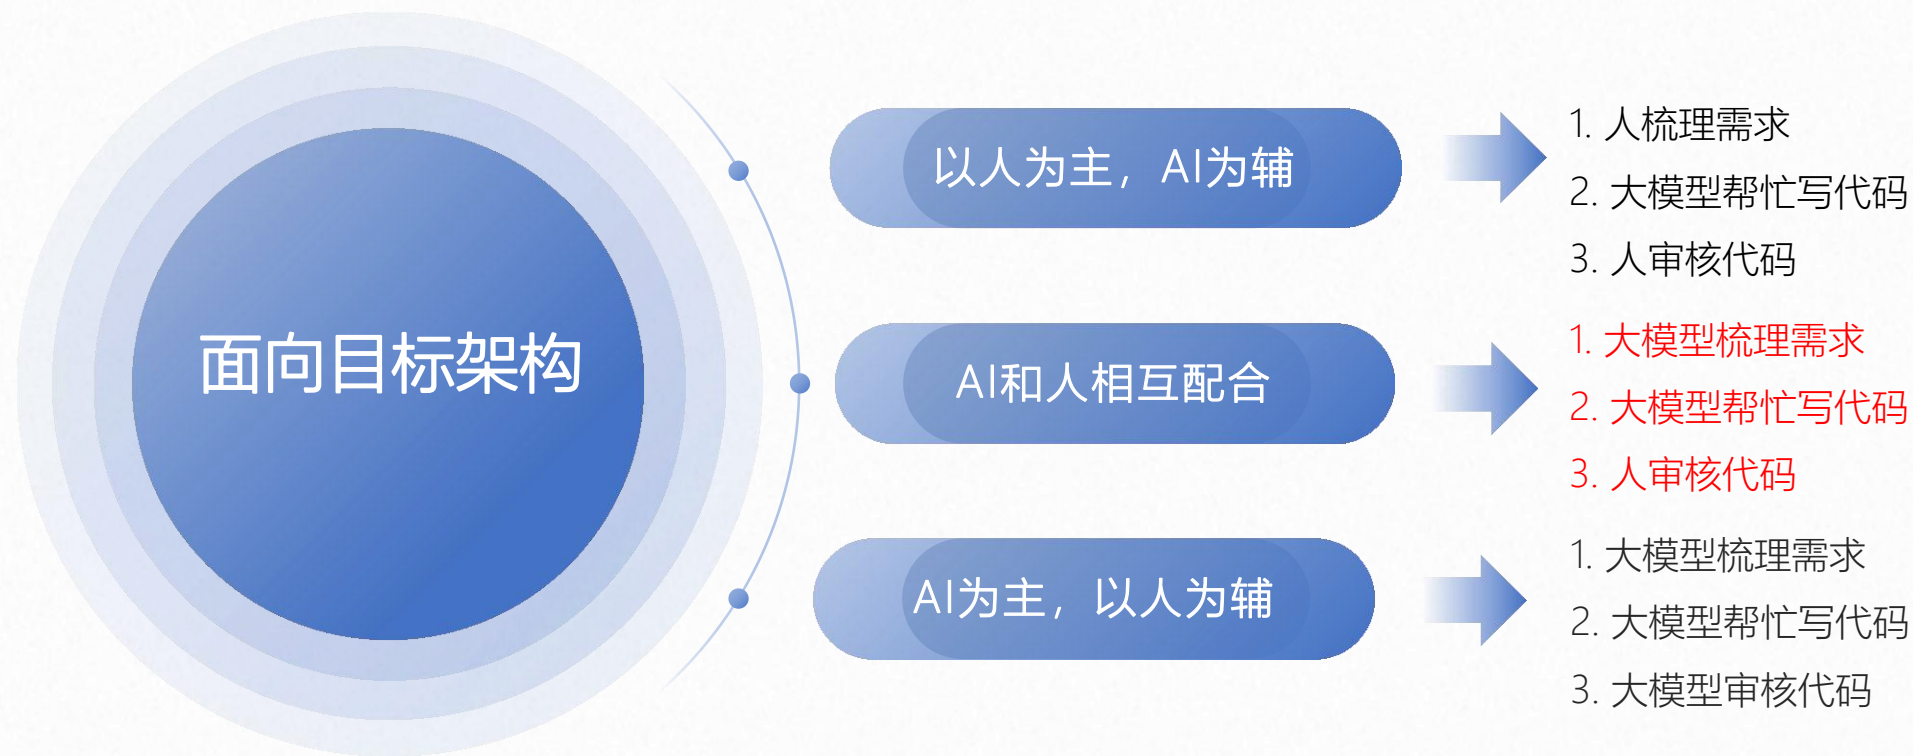 面向目标架构
以人为主，AI为辅
1. 人梳理需求
2. 大模型帮忙写代码
3. 人审核代码
AI和人相互配合
1. 大模型梳理需求
2. 大模型帮忙写代码
3. 人审核代码
AI为主，以人为辅
1. 大模型梳理需求
2. 大模型帮忙写代码
3. 大模型审核代码